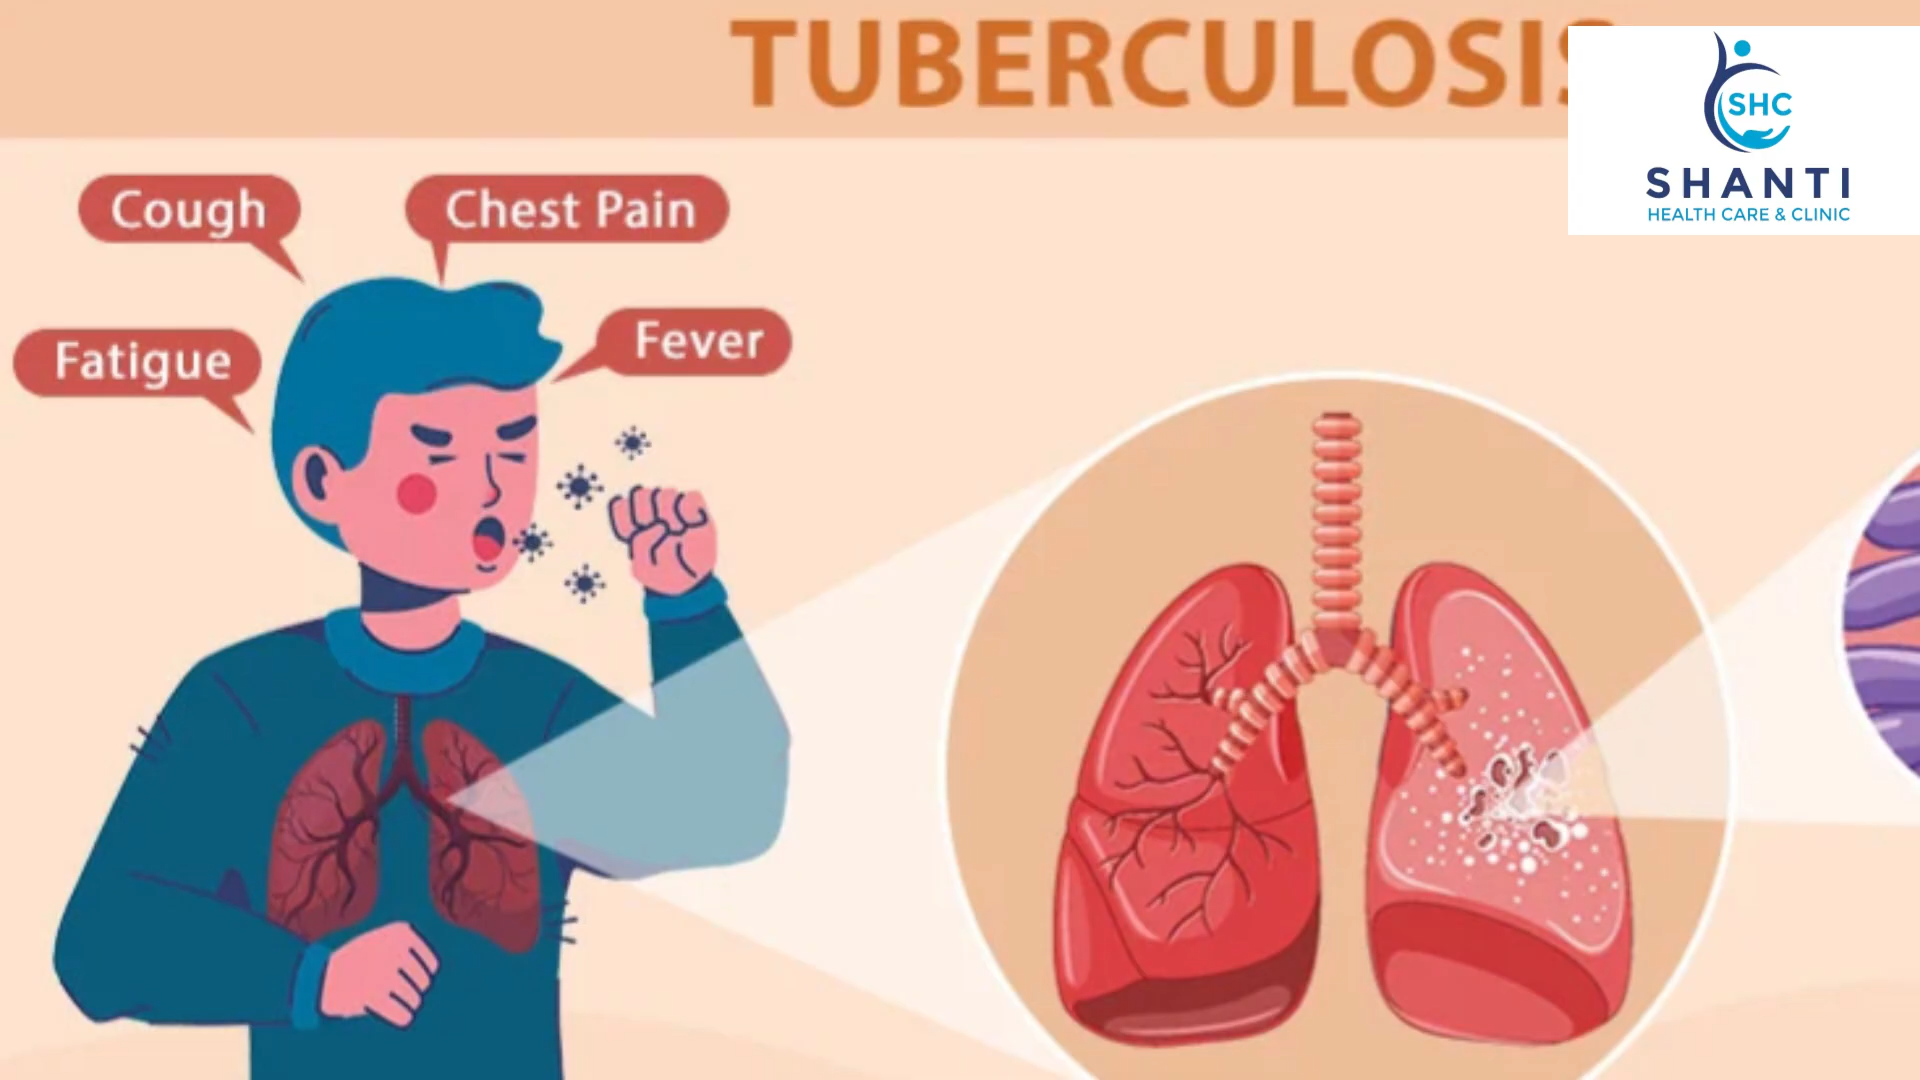 TUBERCULOSIS
SHC
SHANTI
HEALTH CARE & CLINIC
Cough
Chest Pain
Fatigue
Fever